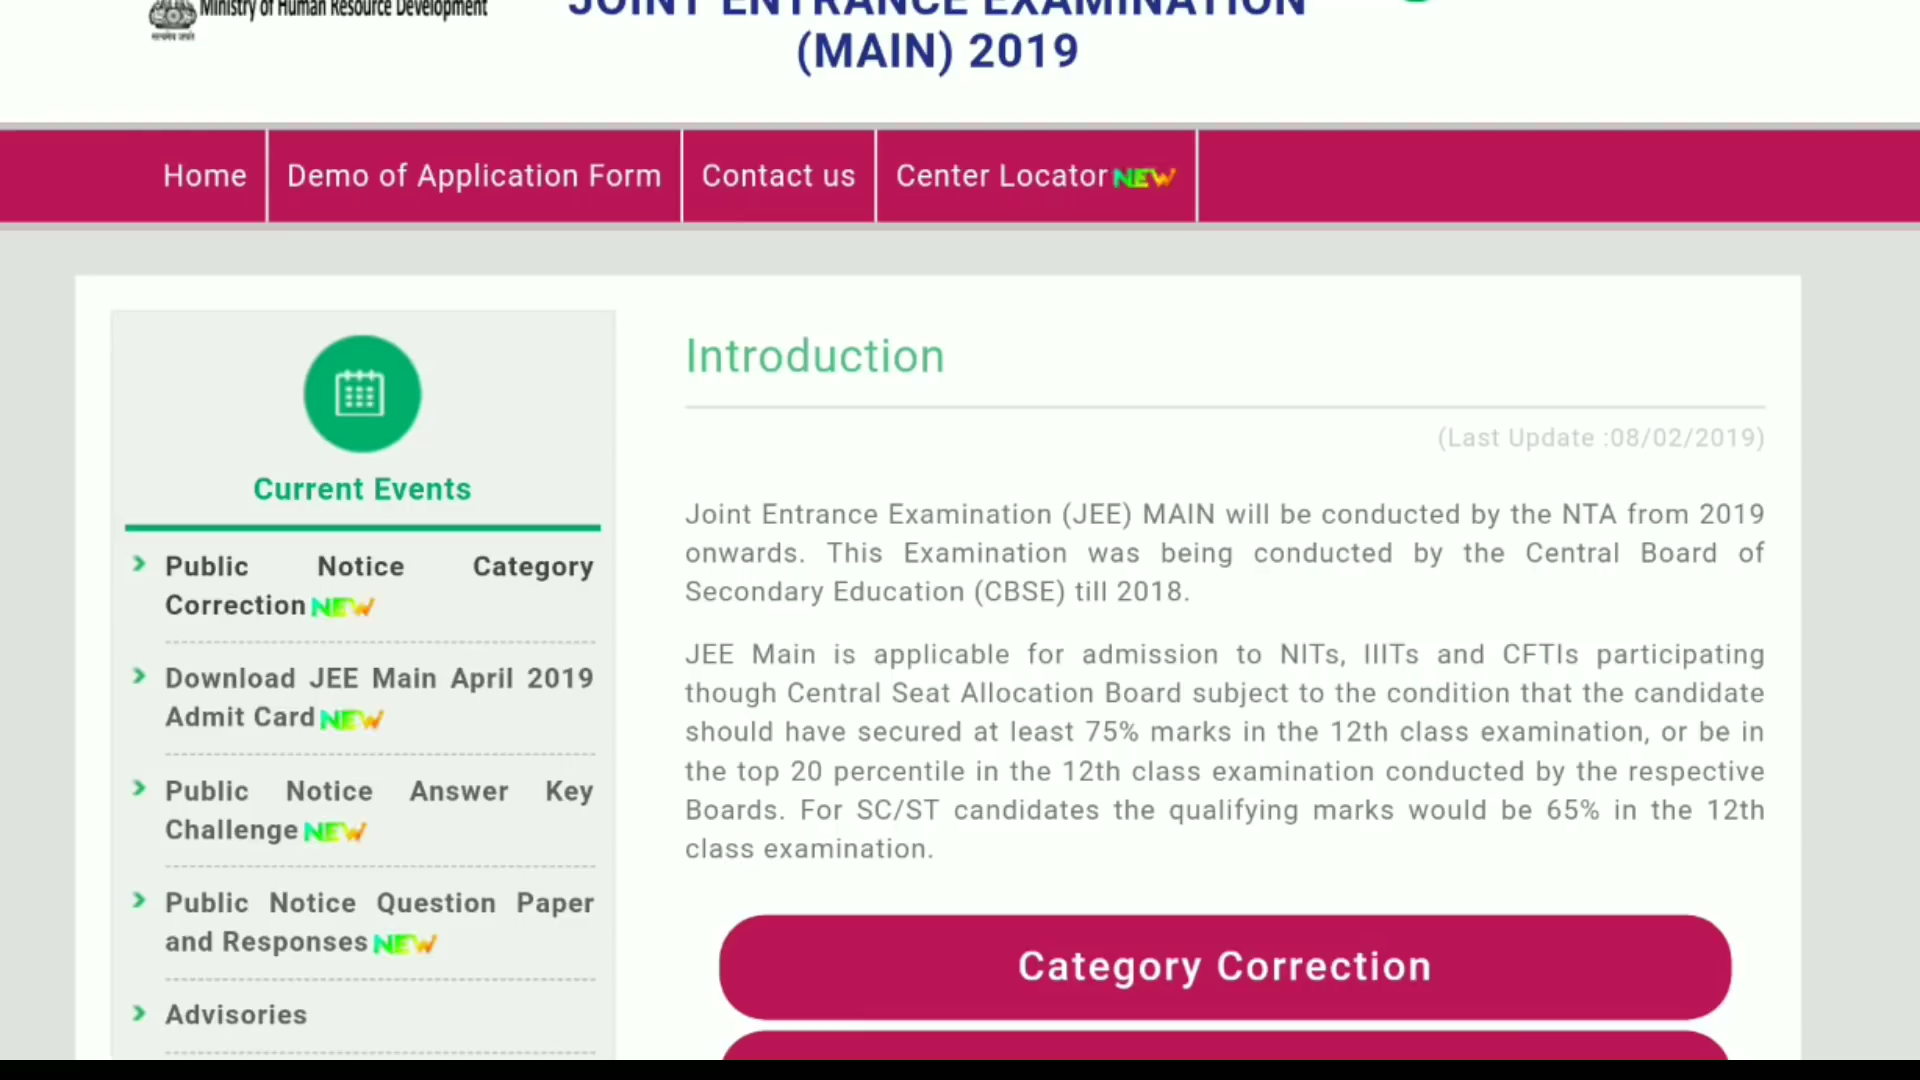 Ministry of Human Resource Development
सत्यमेव जयते
JOINT ENTRANCE EXAMINATION
(MAIN) 2019
Home
Demo of Application Form
Contact us
Center Locator NEW
Current Events
Public Notice Category
Correction NEW
Download JEE Main April 2019
Admit Card NEW
Public Notice Answer Key
Challenge NEW
Public Notice Question Paper
and Responses NEW
Advisories
Introduction
(Last Update :08/02/2019)
Joint Entrance Examination (JEE) MAIN will be conducted by the NTA from 2019
onwards. This Examination was being conducted by the Central Board of
Secondary Education (CBSE) till 2018.
JEE Main is applicable for admission to NITs, IIITs and CFTIs participating
though Central Seat Allocation Board subject to the condition that the candidate
should have secured at least 75% marks in the 12th class examination, or be in
the top 20 percentile in the 12th class examination conducted by the respective
Boards. For SC/ST candidates the qualifying marks would be 65% in the 12th
class examination.
Category Correction